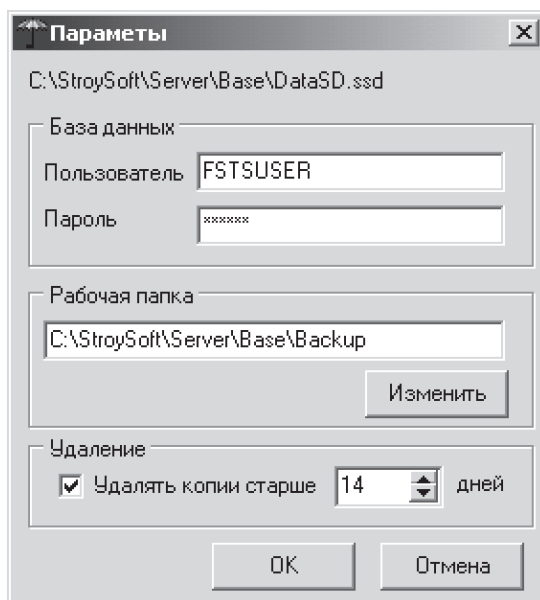 Параметры
C:\StroySoft\Server\Base\DataSD.ssd
База данных
Пользователь FSTSUSER
Пароль ××××××
Рабочая папка
C:\StroySoft\Server\Base\Backup
Изменить
Удаление
Удалять копии старше 14 дней
OK Отмена